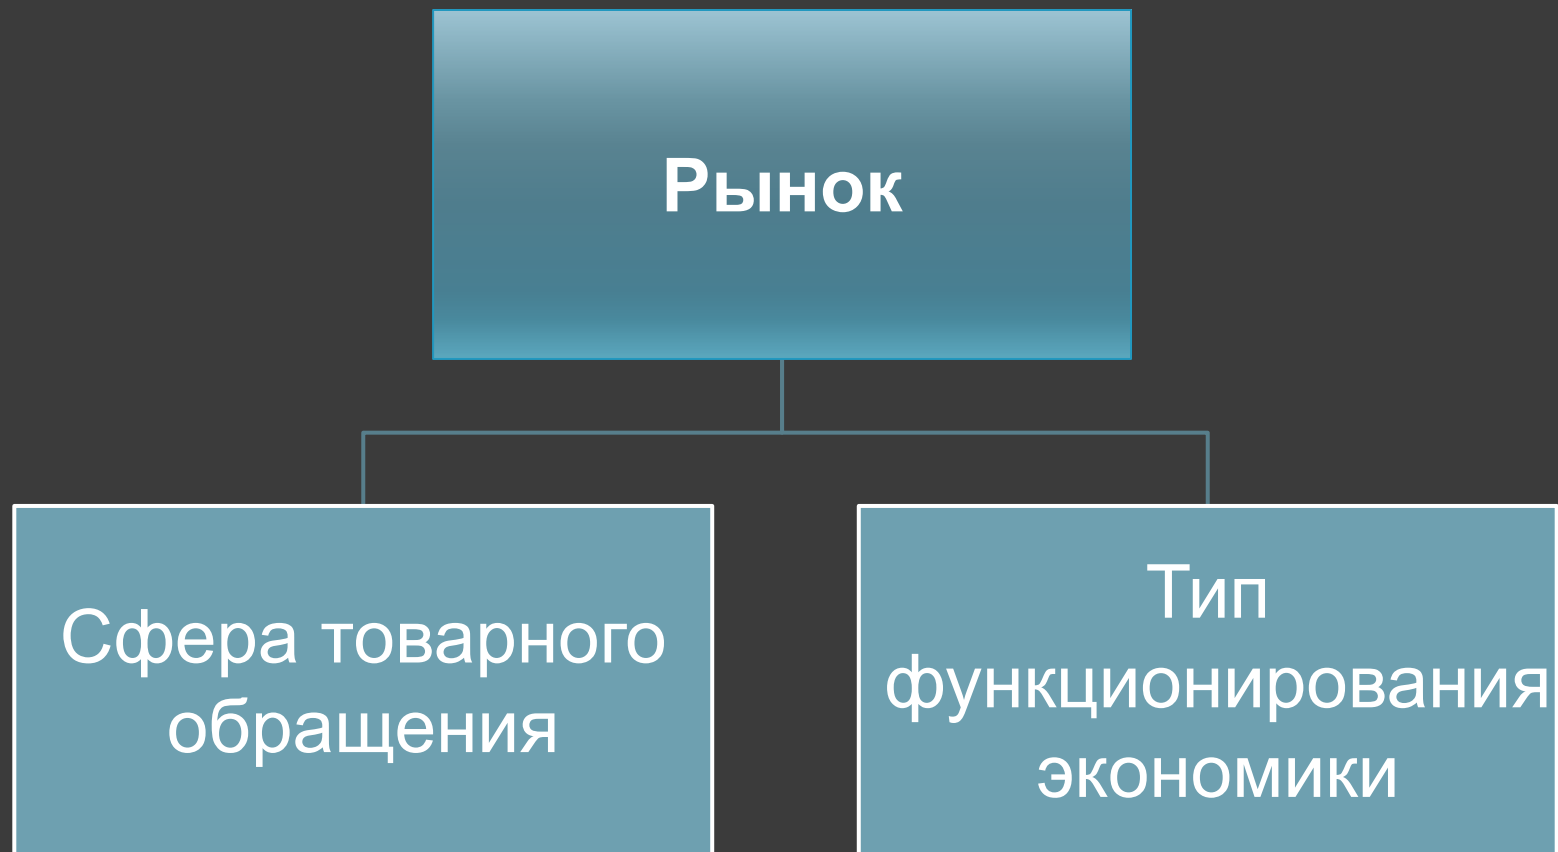 Рынок
Сфера товарного
обращения
Тип
функционирования
экономики